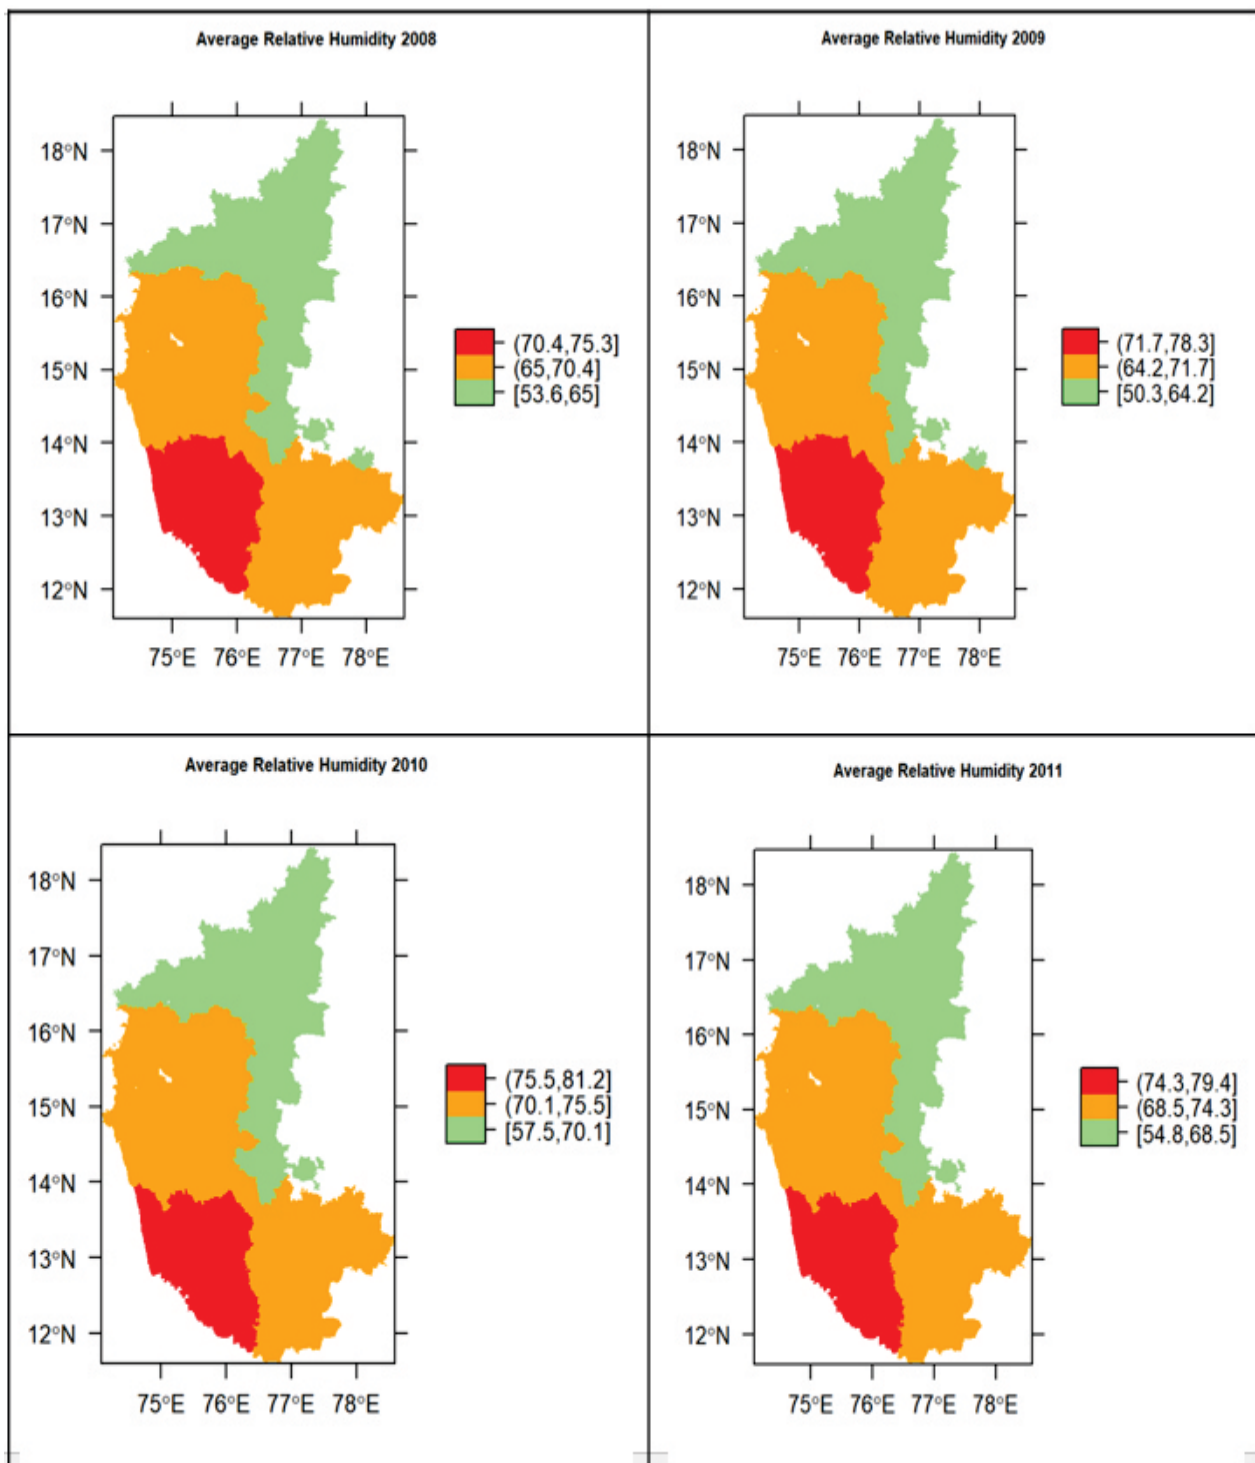 Average Relative Humidity 2008
18°N
17°N
16°N
15°N
14°N
13°N
12°N
75°E 76°E 77°E 78°E
(70.4,75.3]
(65,70.4]
[53.6,65]
Average Relative Humidity 2009
18°N
17°N
16°N
15°N
14°N
13°N
12°N
75°E 76°E 77°E 78°E
(71.7,78.3]
(64.2,71.7]
[50.3,64.2]
Average Relative Humidity 2010
18°N
17°N
16°N
15°N
14°N
13°N
12°N
75°E 76°E 77°E 78°E
(75.5,81.2]
(70.1,75.5]
[57.5,70.1]
Average Relative Humidity 2011
18°N
17°N
16°N
15°N
14°N
13°N
12°N
75°E 76°E 77°E 78°E
(74.3,79.4]
(68.5,74.3]
[54.8,68.5]